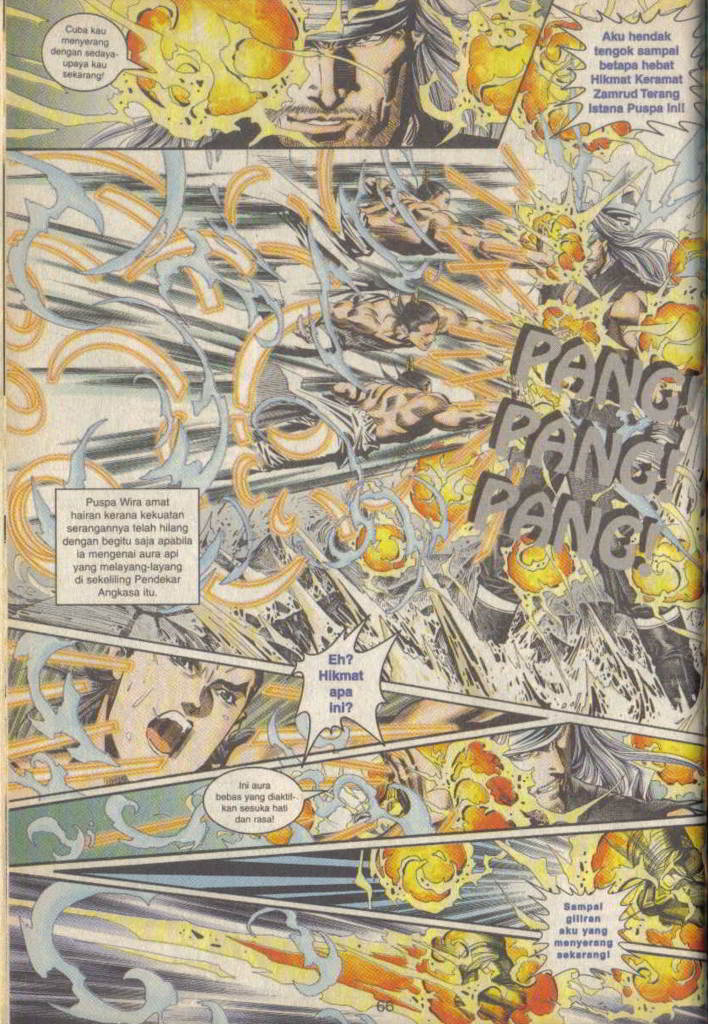 Cuba kau
menyerang
dengan sedaya-
upaya kau
sekarang!
Aku hendak
tengok sampai
betapa hebat
Hikmat Keramat
Zamrud Terang
Istana Puspa ini!
PANG!
PANG!
PANG!
Puspa Wira amat
hairan kerana kekuatan
serangannya telah hilang
dengan begitu saja apabila
ia mengenai aura api
yang melayang-layang
di sekeliling Pendekar
Angkasa itu.
Eh?
Hikmat
apa
ini?
Ini aura
bebas yang diaktif-
kan sesuka hati
dan rasa!
Sampai
giliran
aku yang
menyerang
sekarang!
66